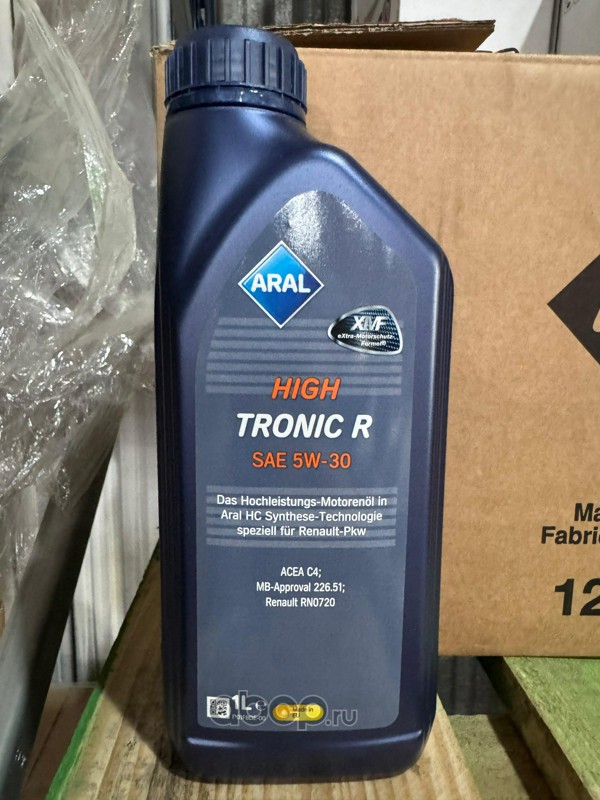 ARAL
XMF
eXtra-Motorschutz-
Formel®
HIGH
TRONIC R
SAE 5W-30
Das Hochleistungs-Motorenöl in
Aral HC Synthese-Technologie
speziell für Renault-Pkw
ACEA C4;
MB-Approval 226.51;
Renault RN0720
1L e
Made in
EU
.ru
Ma
Fabric
12